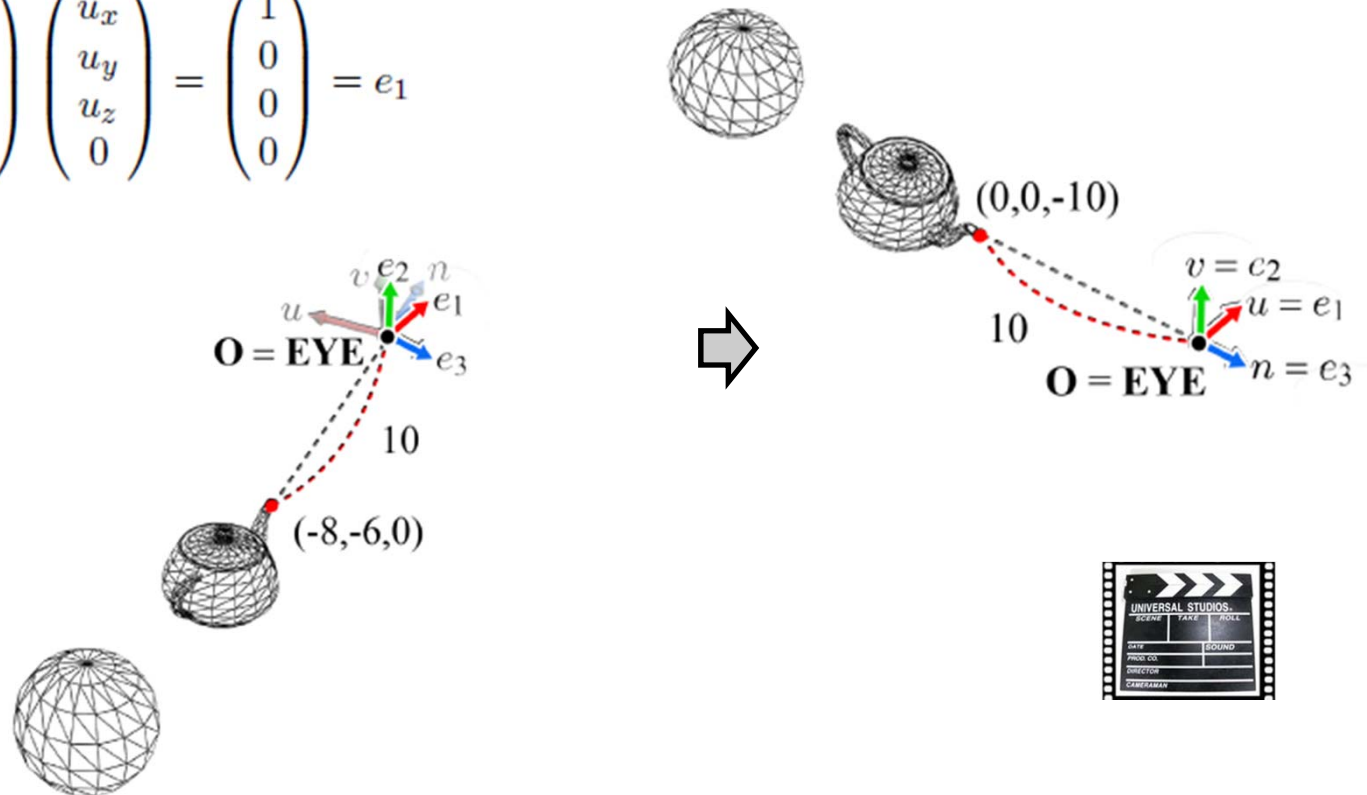 ( u_x u_y u_z 0 ) = ( 1 0 0 0 ) = e_1
(0,0,-10)
v e_2 n
u e_1
O = EYE
e_3
10
(-8,-6,0)
v = e_2
u = e_1
10
n = e_3
O = EYE
UNIVERSAL STUDIOS
SCENE TAKE ROLL
DATE SOUND
PROD. CO.
DIRECTOR
CAMERAMAN